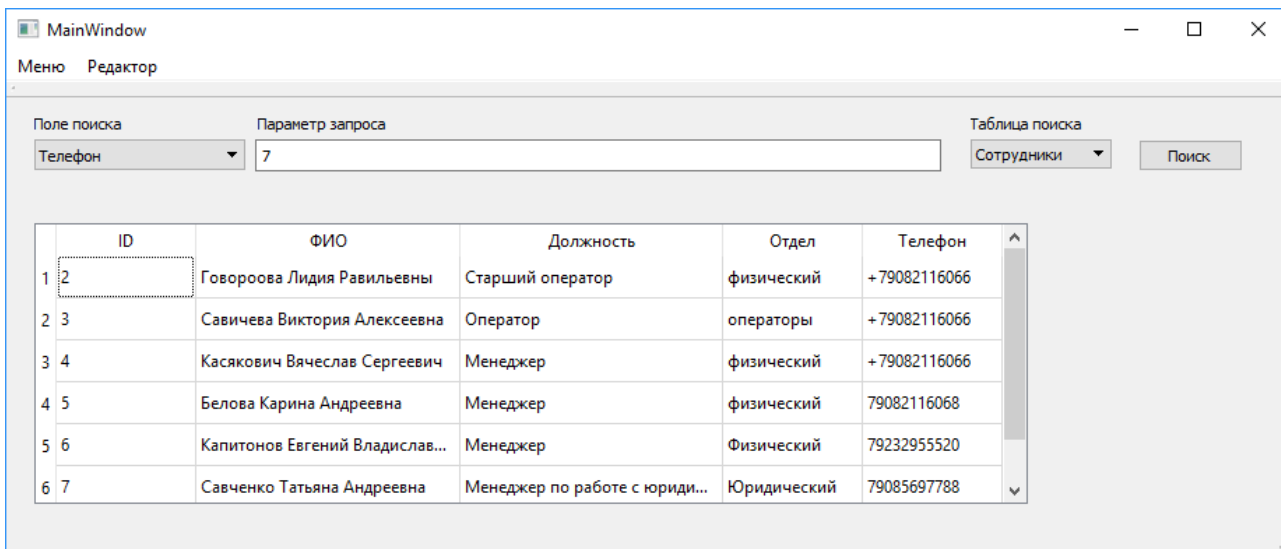 MainWindow
Меню Редактор
Поле поиска Параметр запроса Таблица поиска
Телефон 7 Сотрудники Поиск
ID ФИО Должность Отдел Телефон
1 2 Говороова Лидия Равильевны Старший оператор физический +79082116066
2 3 Савичева Виктория Алексеевна Оператор операторы +79082116066
3 4 Касякович Вячеслав Сергеевич Менеджер физический +79082116066
4 5 Белова Карина Андреевна Менеджер физический 79082116068
5 6 Капитонов Евгений Владислав... Менеджер Физический 79232955520
6 7 Савченко Татьяна Андреевна Менеджер по работе с юриди... Юридический 79085697788